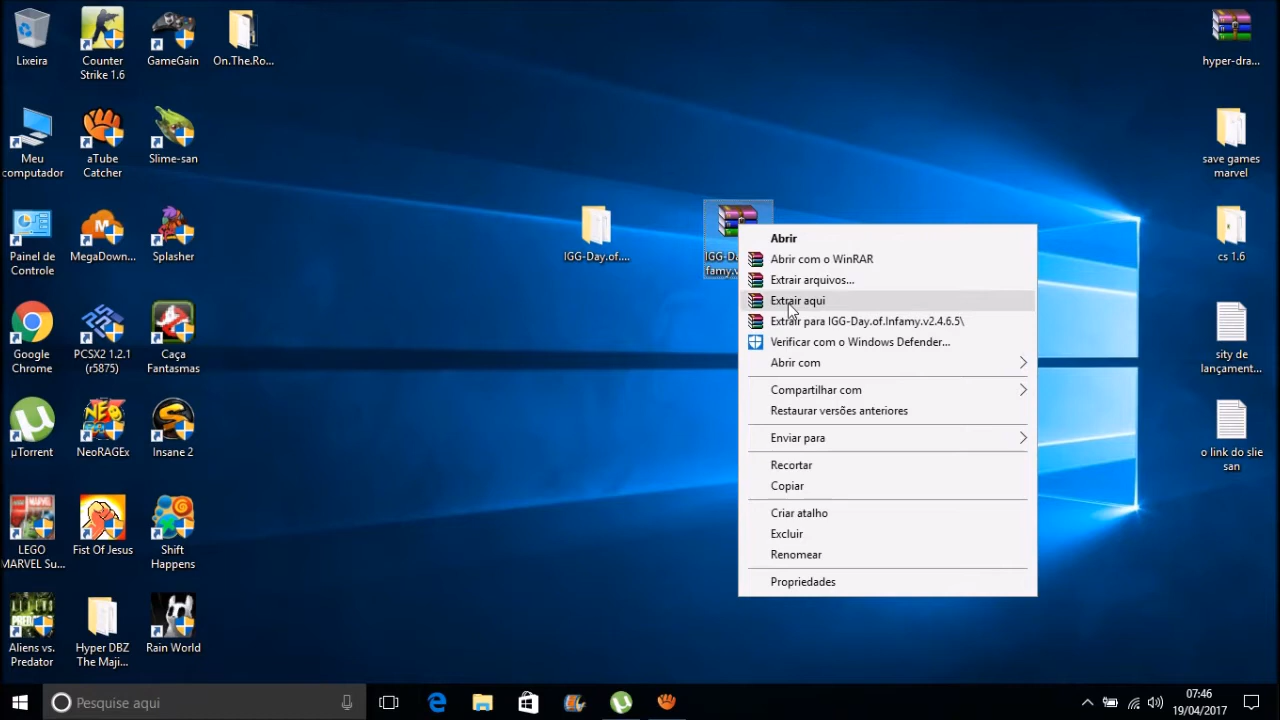 Lixeira
Counter
Strike 1.6
GameGain
On.The.Ro...
hyper-dra...
Meu
computador
aTube
Catcher
Slime-san
save games
marvel
Painel de
Controle
MegaDown...
Splasher
IGG-Day.of....
IGG-Da
famy.v
cs 1.6
Google
Chrome
PCSX2 1.2.1
(r5875)
Caça
Fantasmas
sity de
lançament...
µTorrent
NeoRAGEx
Insane 2
o link do slie
san
LEGO
MARVEL Su...
Fist Of Jesus
Shift
Happens
Aliens vs.
Predator
Hyper DBZ
The Maji...
Rain World
Abrir
Abrir com o WinRAR
Extrair arquivos...
Extrair aqui
Extrair para IGG-Day.of.Infamy.v2.4.6.5\
Verificar com o Windows Defender...
Abrir com
Compartilhar com
Restaurar versões anteriores
Enviar para
Recortar
Copiar
Criar atalho
Excluir
Renomear
Propriedades
Pesquise aqui
07:46
19/04/2017